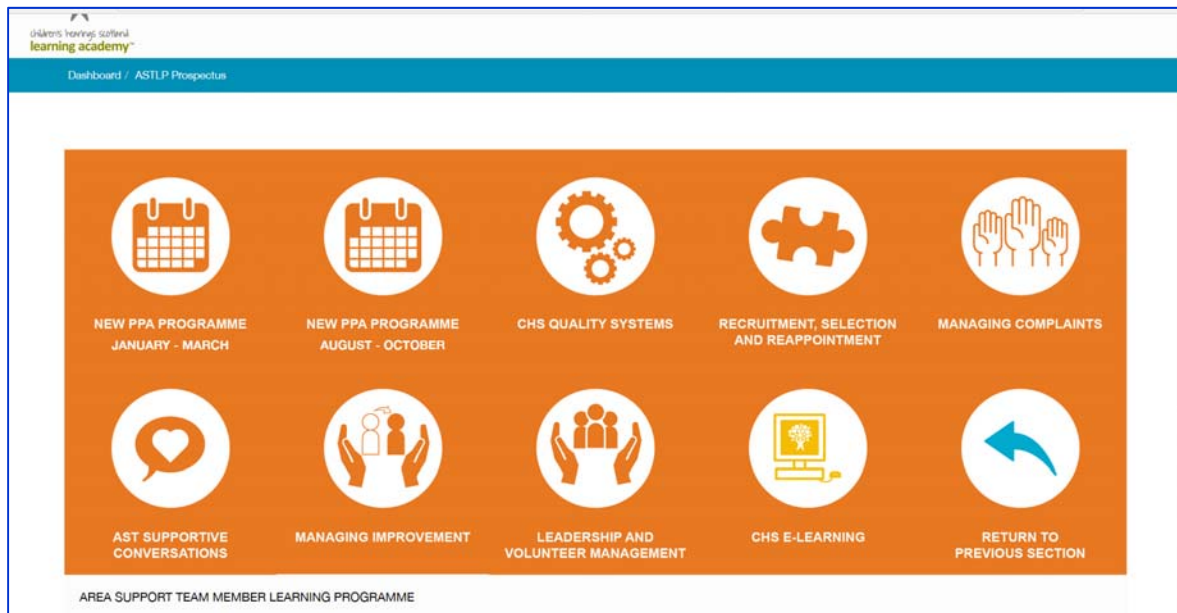 children's hearings scotland
learning academy™
Dashboard / ASTLP Prospectus
NEW PPA PROGRAMME
JANUARY - MARCH
NEW PPA PROGRAMME
AUGUST - OCTOBER
CHS QUALITY SYSTEMS
RECRUITMENT, SELECTION
AND REAPPOINTMENT
MANAGING COMPLAINTS
AST SUPPORTIVE
CONVERSATIONS
MANAGING IMPROVEMENT
LEADERSHIP AND
VOLUNTEER MANAGEMENT
CHS E-LEARNING
RETURN TO
PREVIOUS SECTION
AREA SUPPORT TEAM MEMBER LEARNING PROGRAMME